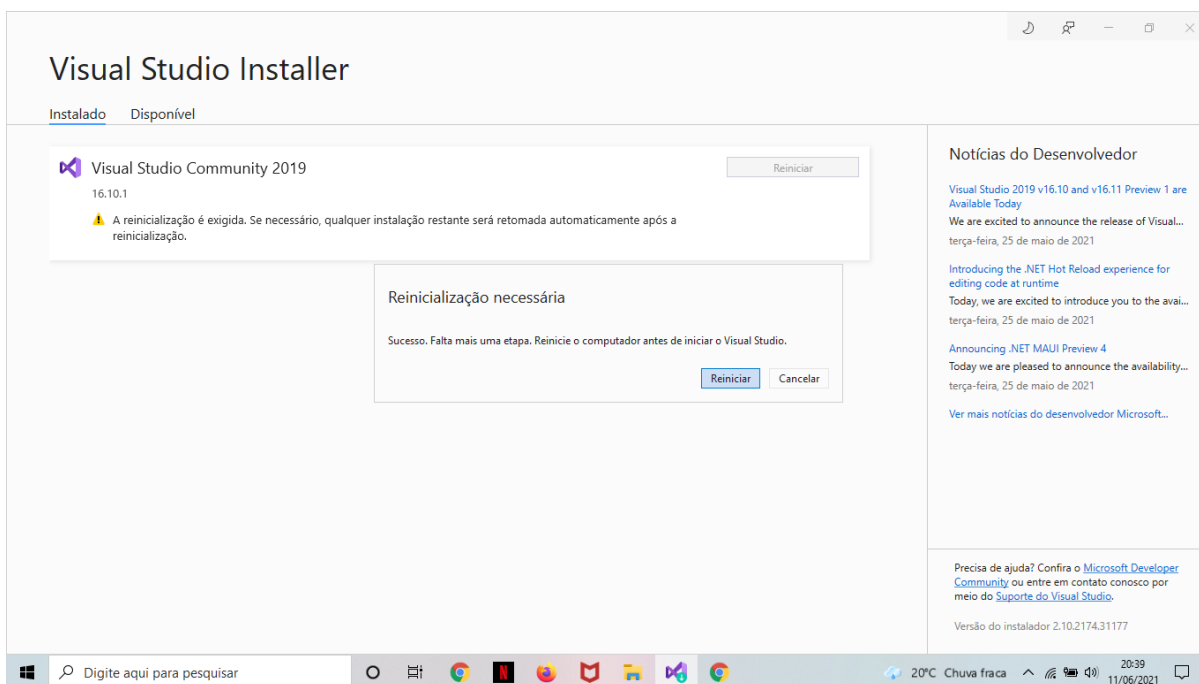 Visual Studio Installer
Instalado Disponível
Visual Studio Community 2019
Reiniciar
16.10.1
A reinicialização é exigida. Se necessário, qualquer instalação restante será retomada automaticamente após a
reinicialização.
Reinicialização necessária
Sucesso. Falta mais uma etapa. Reinicie o computador antes de iniciar o Visual Studio.
Reiniciar Cancelar
Notícias do Desenvolvedor
Visual Studio 2019 v16.10 and v16.11 Preview 1 are
Available Today
We are excited to announce the release of Visual...
terça-feira, 25 de maio de 2021
Introducing the .NET Hot Reload experience for
editing code at runtime
Today, we are excited to introduce you to the avai...
terça-feira, 25 de maio de 2021
Announcing .NET MAUI Preview 4
Today we are pleased to announce the availability...
terça-feira, 25 de maio de 2021
Ver mais notícias do desenvolvedor Microsoft...
Precisa de ajuda? Confira o Microsoft Developer
Community ou entre em contato conosco por
meio do Suporte do Visual Studio.
Versão do instalador 2.10.2174.31177
Digite aqui para pesquisar
N
20°C Chuva fraca
20:39
11/06/2021